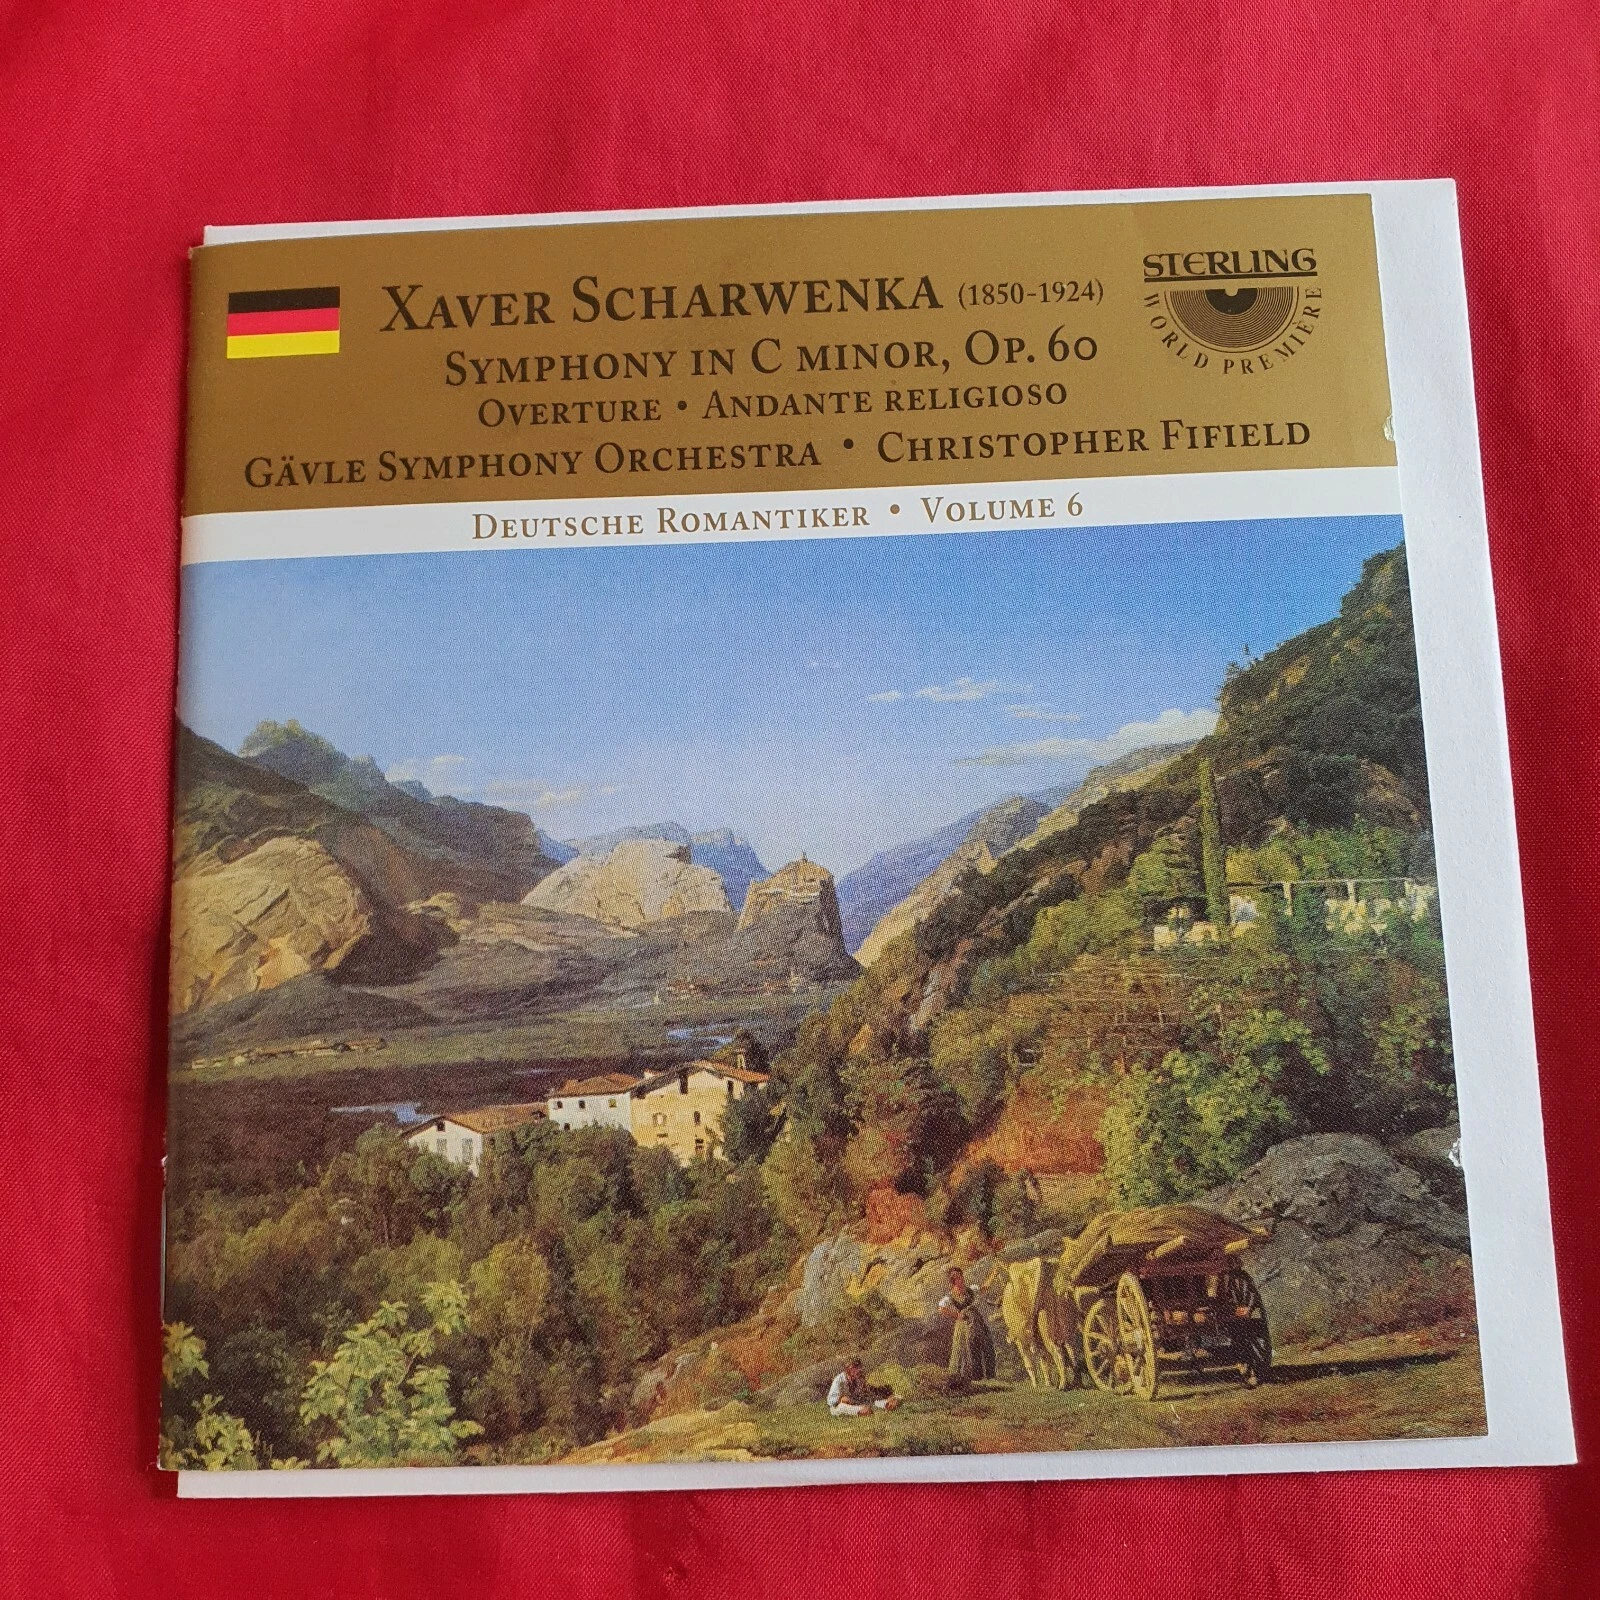 STERLING
WORLD PREMIERE
XAVER SCHARWENKA (1850-1924)
SYMPHONY IN C MINOR, OP. 60
OVERTURE • ANDANTE RELIGIOSO
GÄVLE SYMPHONY ORCHESTRA • CHRISTOPHER FIFIELD
DEUTSCHE ROMANTIKER • VOLUME 6